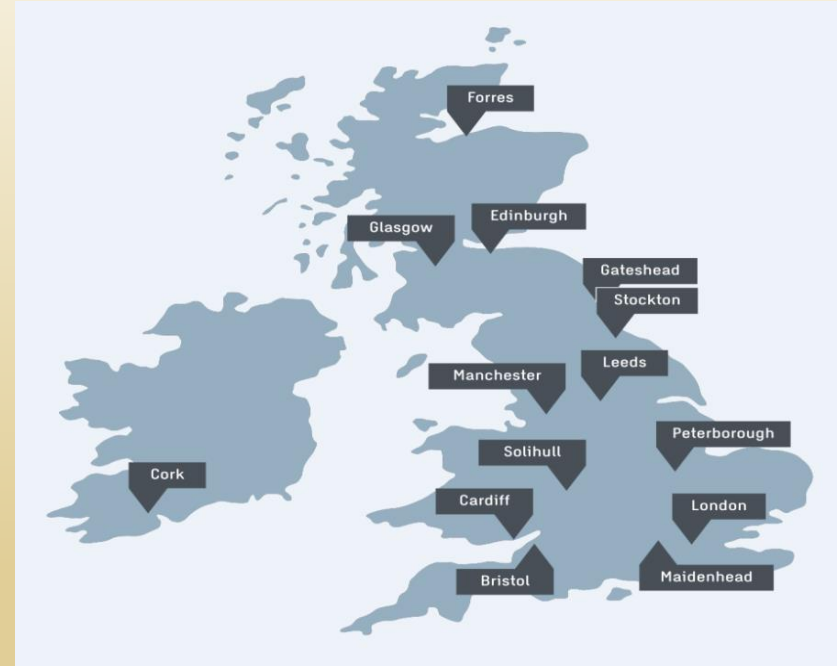 Forres
Edinburgh
Glasgow
Gateshead
Stockton
Leeds
Manchester
Peterborough
Solihull
Cork
Cardiff
London
Bristol
Maidenhead